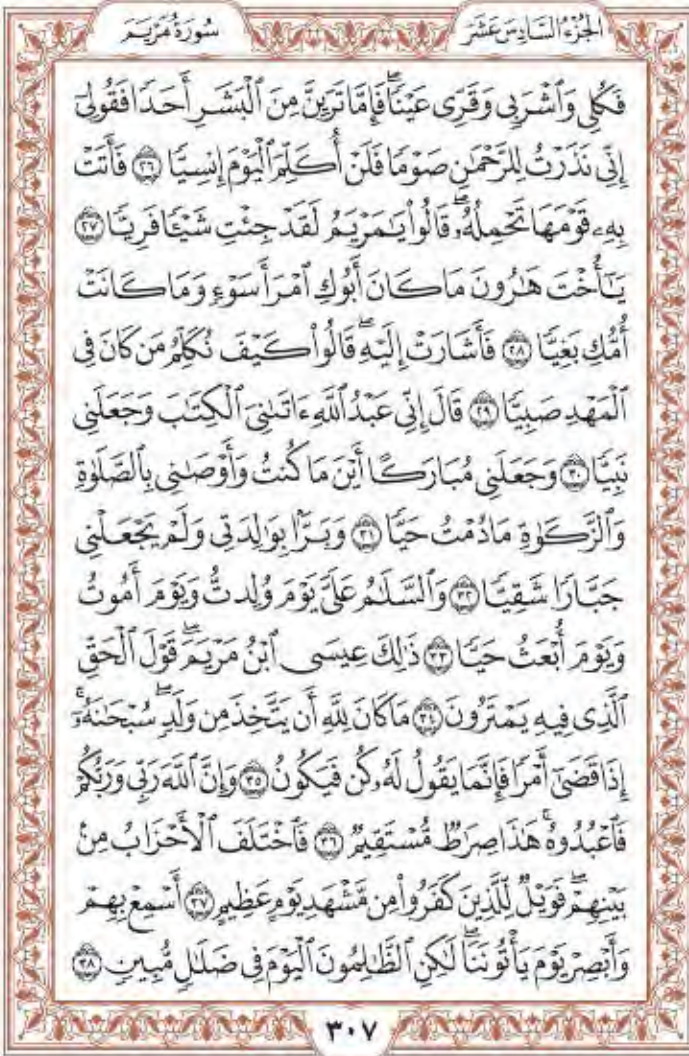 الجزء السادس عشر سورة مريم
فَكُلِى وَٱشْرَبِى وَقَرِّى عَيْنًاۖ فَإِمَّا تَرَيِنَّ مِنَ ٱلْبَشَرِ أَحَدًا فَقُولِىٓ
إِنِّى نَذَرْتُ لِلرَّحْمَٰنِ صَوْمًا فَلَنْ أُكَلِّمَ ٱلْيَوْمَ إِنسِيًّا ٢٦ فَأَتَتْ
بِهِۦ قَوْمَهَا تَحْمِلُهُۥۖ قَالُوا۟ يَٰمَرْيَمُ لَقَدْ جِئْتِ شَيْـًٔا فَرِيًّا ٢٧
يَٰٓأُخْتَ هَٰرُونَ مَا كَانَ أَبُوكِ ٱمْرَأَ سَوْءٍ وَمَا كَانَتْ
أُمُّكِ بَغِيًّا ٢٨ فَأَشَارَتْ إِلَيْهِۖ قَالُوا۟ كَيْفَ نُكَلِّمُ مَن كَانَ فِى
ٱلْمَهْدِ صَبِيًّا ٢٩ قَالَ إِنِّى عَبْدُ ٱللَّهِ ءَاتَىٰنِىَ ٱلْكِتَٰبَ وَجَعَلَنِى
نَبِيًّا ٣٠ وَجَعَلَنِى مُبَارَكًا أَيْنَ مَا كُنتُ وَأَوْصَٰنِى بِٱلصَّلَوٰةِ
وَٱلزَّكَوٰةِ مَا دُمْتُ حَيًّا ٣١ وَبَرًّۢا بِوَٰلِدَتِى وَلَمْ يَجْعَلْنِى
جَبَّارًا شَقِيًّا ٣٢ وَٱلسَّلَٰمُ عَلَىَّ يَوْمَ وُلِدتُّ وَيَوْمَ أَمُوتُ
وَيَوْمَ أُبْعَثُ حَيًّا ٣٣ ذَٰلِكَ عِيسَى ٱبْنُ مَرْيَمَۖ قَوْلَ ٱلْحَقِّ
ٱلَّذِى فِيهِ يَمْتَرُونَ ٣٤ مَا كَانَ لِلَّهِ أَن يَتَّخِذَ مِن وَلَدٍۖ سُبْحَٰنَهُۥٓۚ
إِذَا قَضَىٰٓ أَمْرًا فَإِنَّمَا يَقُولُ لَهُۥ كُن فَيَكُونُ ٣٥ وَإِنَّ ٱللَّهَ رَبِّى وَرَبُّكُمْ
فَٱعْبُدُوهُۚ هَٰذَا صِرَٰطٌ مُّسْتَقِيمٌ ٣٦ فَٱخْتَلَفَ ٱلْأَحْزَابُ مِنۢ
بَيْنِهِمْۖ فَوَيْلٌ لِّلَّذِينَ كَفَرُوا۟ مِن مَّشْهَدِ يَوْمٍ عَظِيمٍ ٣٧ أَسْمِعْ بِهِمْ
وَأَبْصِرْ يَوْمَ يَأْتُونَنَاۖ لَٰكِنِ ٱلظَّٰلِمُونَ ٱلْيَوْمَ فِى ضَلَٰلٍ مُّبِينٍ ٣٨
٣٠٧